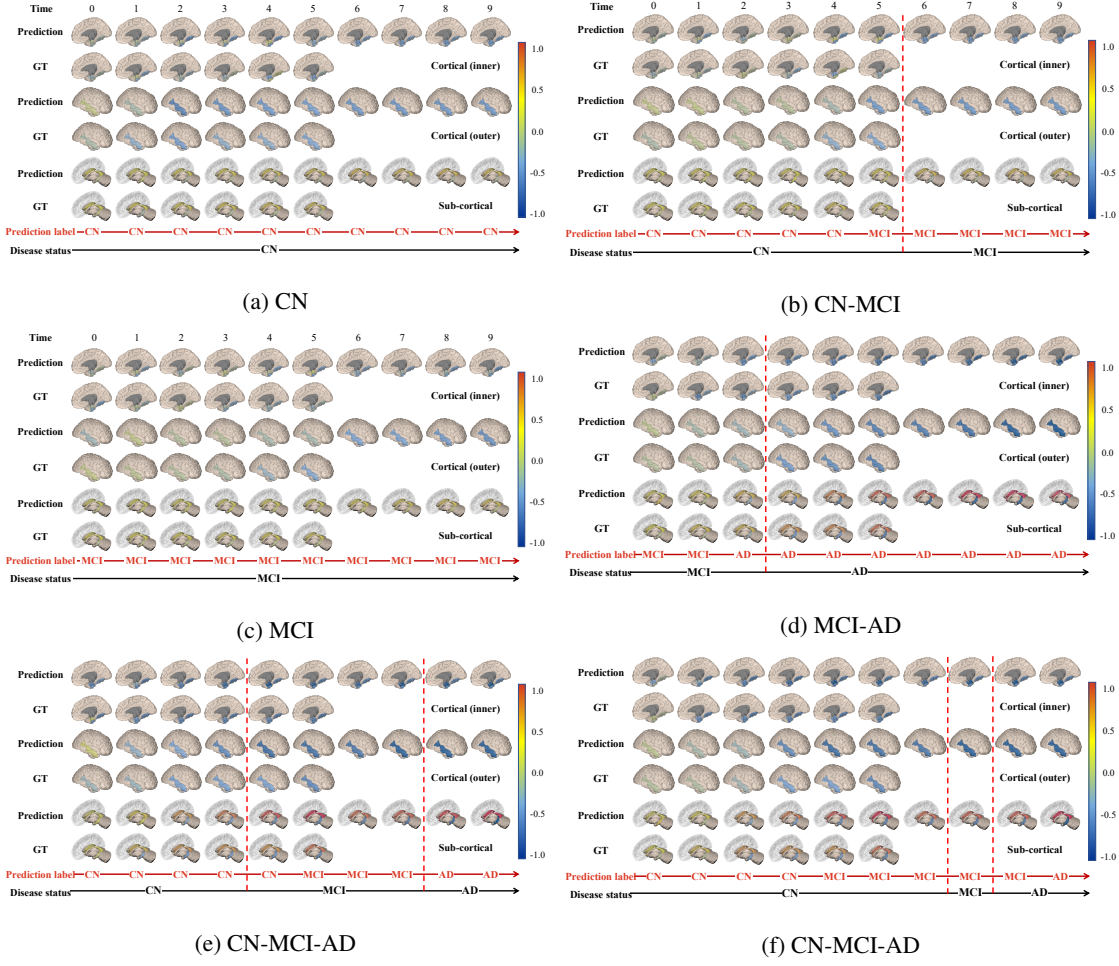 Time 0 1 2 3 4 5 6 7 8 9
Prediction
1.0
GT Cortical (inner)
0.5
Prediction
0.0
GT Cortical (outer)
Prediction
-0.5
GT Sub-cortical
-1.0
Prediction label CN CN CN CN CN CN CN CN CN CN
Disease status CN
(a) CN
Time 0 1 2 3 4 5 6 7 8 9
Prediction
1.0
GT Cortical (inner)
0.5
Prediction
0.0
GT Cortical (outer)
Prediction
-0.5
GT Sub-cortical
-1.0
Prediction label CN CN CN CN CN MCI MCI MCI MCI MCI
Disease status CN MCI
(b) CN-MCI
Time 0 1 2 3 4 5 6 7 8 9
Prediction
1.0
GT Cortical (inner)
0.5
Prediction
0.0
GT Cortical (outer)
Prediction
-0.5
GT Sub-cortical
-1.0
Prediction label MCI MCI MCI MCI MCI MCI MCI MCI MCI MCI
Disease status MCI
(c) MCI
Prediction
1.0
GT Cortical (inner)
0.5
Prediction
0.0
GT Cortical (outer)
Prediction
-0.5
GT Sub-cortical
-1.0
Prediction label MCI MCI AD AD AD AD AD AD AD AD
Disease status MCI AD
(d) MCI-AD
Prediction
1.0
GT Cortical (inner)
0.5
Prediction
0.0
GT Cortical (outer)
Prediction
-0.5
GT Sub-cortical
-1.0
Prediction label CN CN CN CN CN MCI MCI MCI AD AD
Disease status CN MCI AD
(e) CN-MCI-AD
Prediction
1.0
GT Cortical (inner)
0.5
Prediction
0.0
GT Cortical (outer)
Prediction
-0.5
GT Sub-cortical
-1.0
Prediction label CN CN CN CN MCI MCI MCI MCI MCI AD
Disease status CN MCI AD
(f) CN-MCI-AD